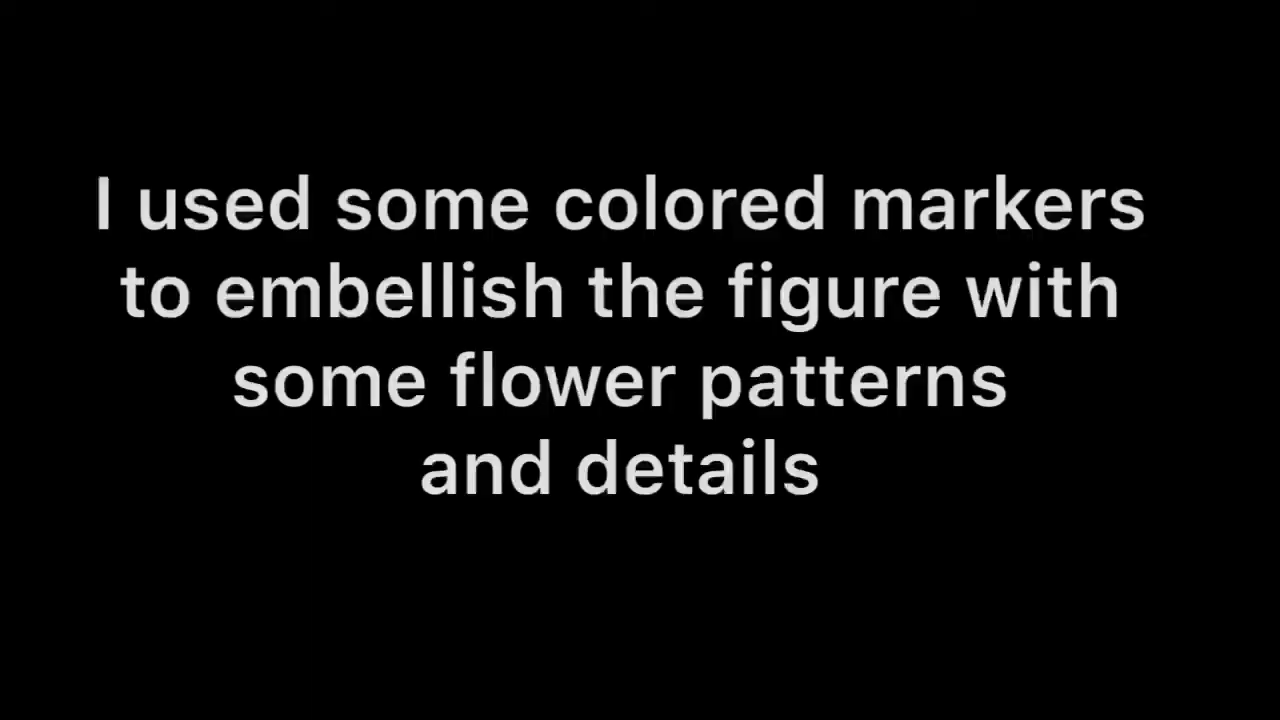 I used some colored markers
to embellish the figure with
some flower patterns
and details